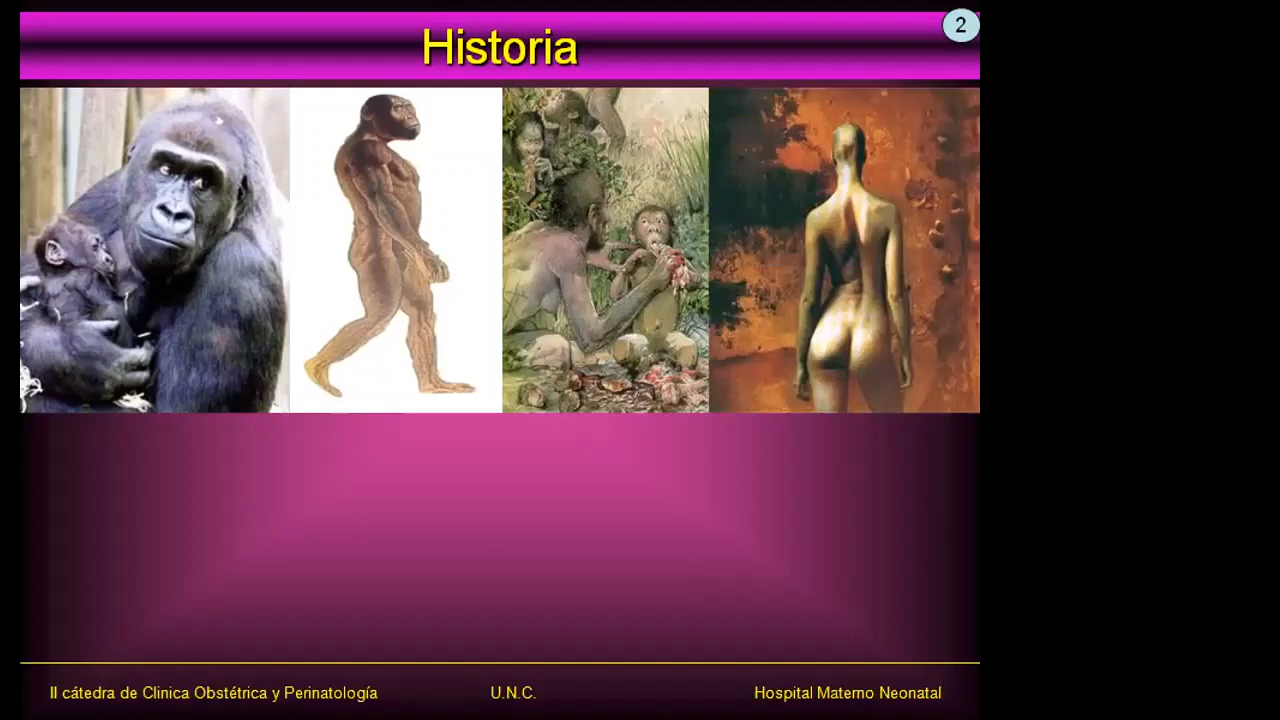 Historia
2
II cátedra de Clinica Obstétrica y Perinatología
U.N.C.
Hospital Materno Neonatal